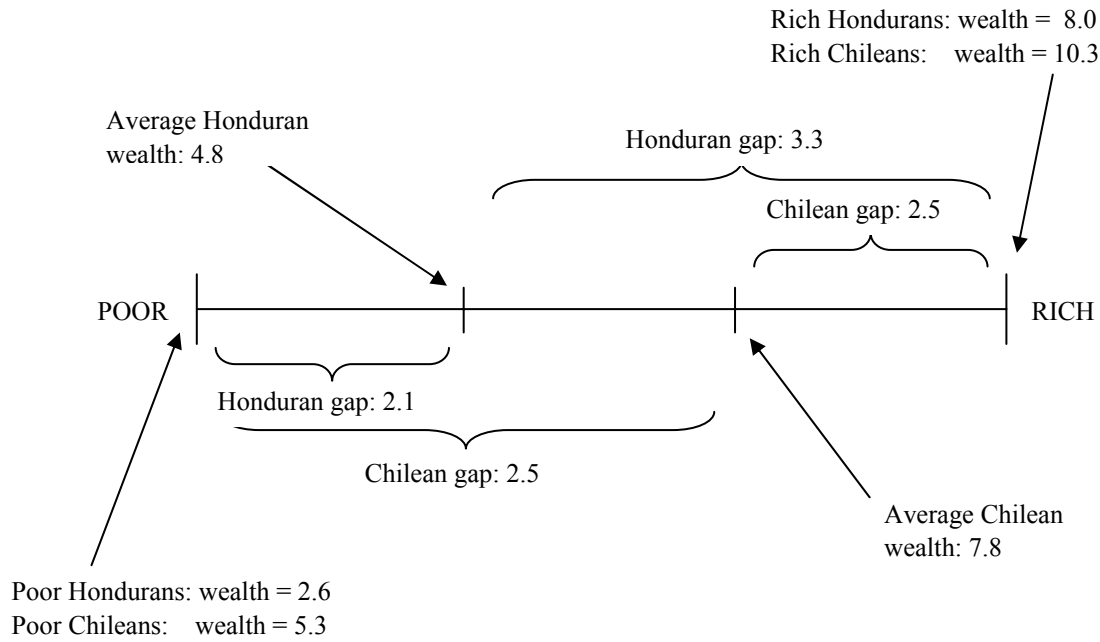 Rich Hondurans: wealth = 8.0
Rich Chileans: wealth = 10.3
Average Honduran
wealth: 4.8
Honduran gap: 3.3
Chilean gap: 2.5
POOR
RICH
Honduran gap: 2.1
Chilean gap: 2.5
Average Chilean
wealth: 7.8
Poor Hondurans: wealth = 2.6
Poor Chileans: wealth = 5.3